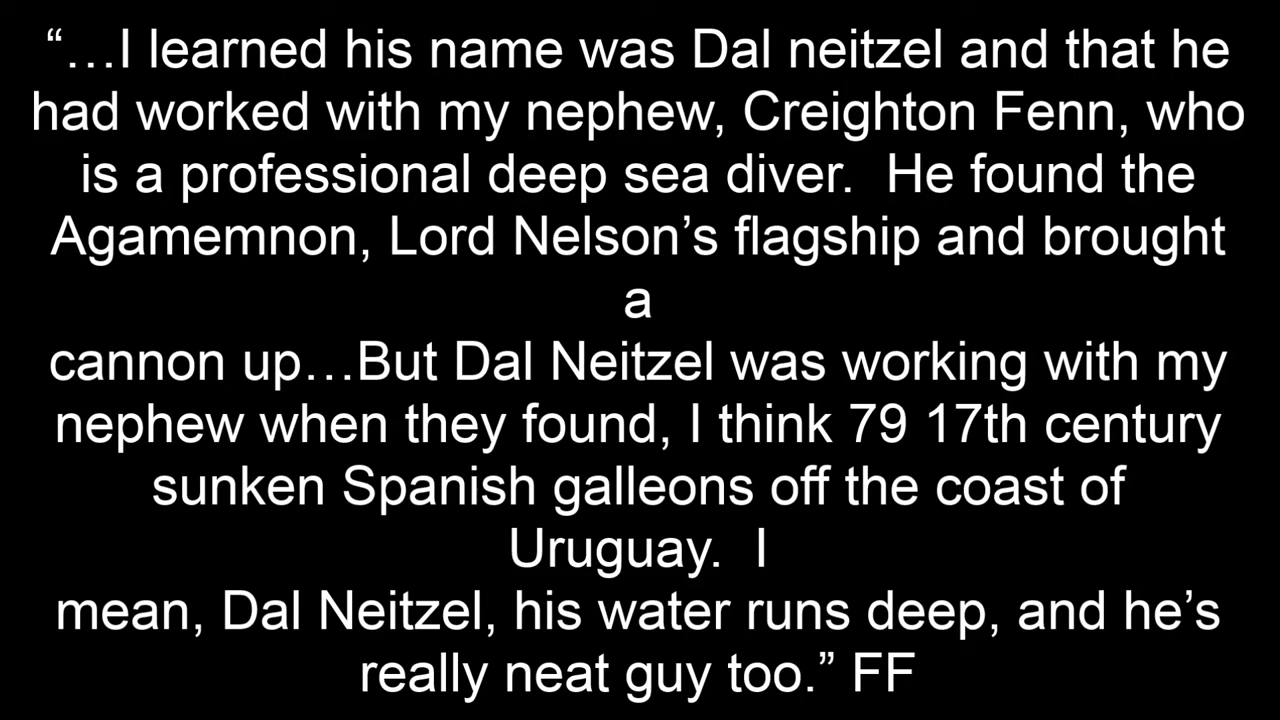 “…I learned his name was Dal neitzel and that he
had worked with my nephew, Creighton Fenn, who
is a professional deep sea diver.  He found the
Agamemnon, Lord Nelson’s flagship and brought
a
cannon up…But Dal Neitzel was working with my
nephew when they found, I think 79 17th century
sunken Spanish galleons off the coast of
Uruguay.  I
mean, Dal Neitzel, his water runs deep, and he’s
really neat guy too.” FF